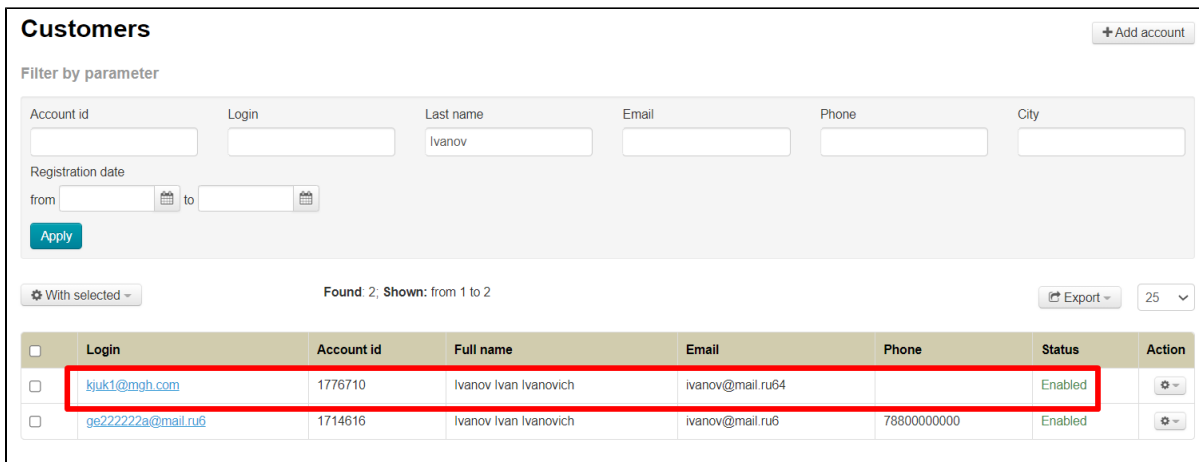 Customers
+ Add account
Filter by parameter
Account id Login Last name Email Phone City
Ivanov
Registration date
from to
Apply
With selected Found: 2; Shown: from 1 to 2 Export 25
Login Account id Full name Email Phone Status Action
kjuk1@mgh.com 1776710 Ivanov Ivan Ivanovich ivanov@mail.ru64 Enabled
ge222222a@mail.ru6 1714616 Ivanov Ivan Ivanovich ivanov@mail.ru6 78800000000 Enabled